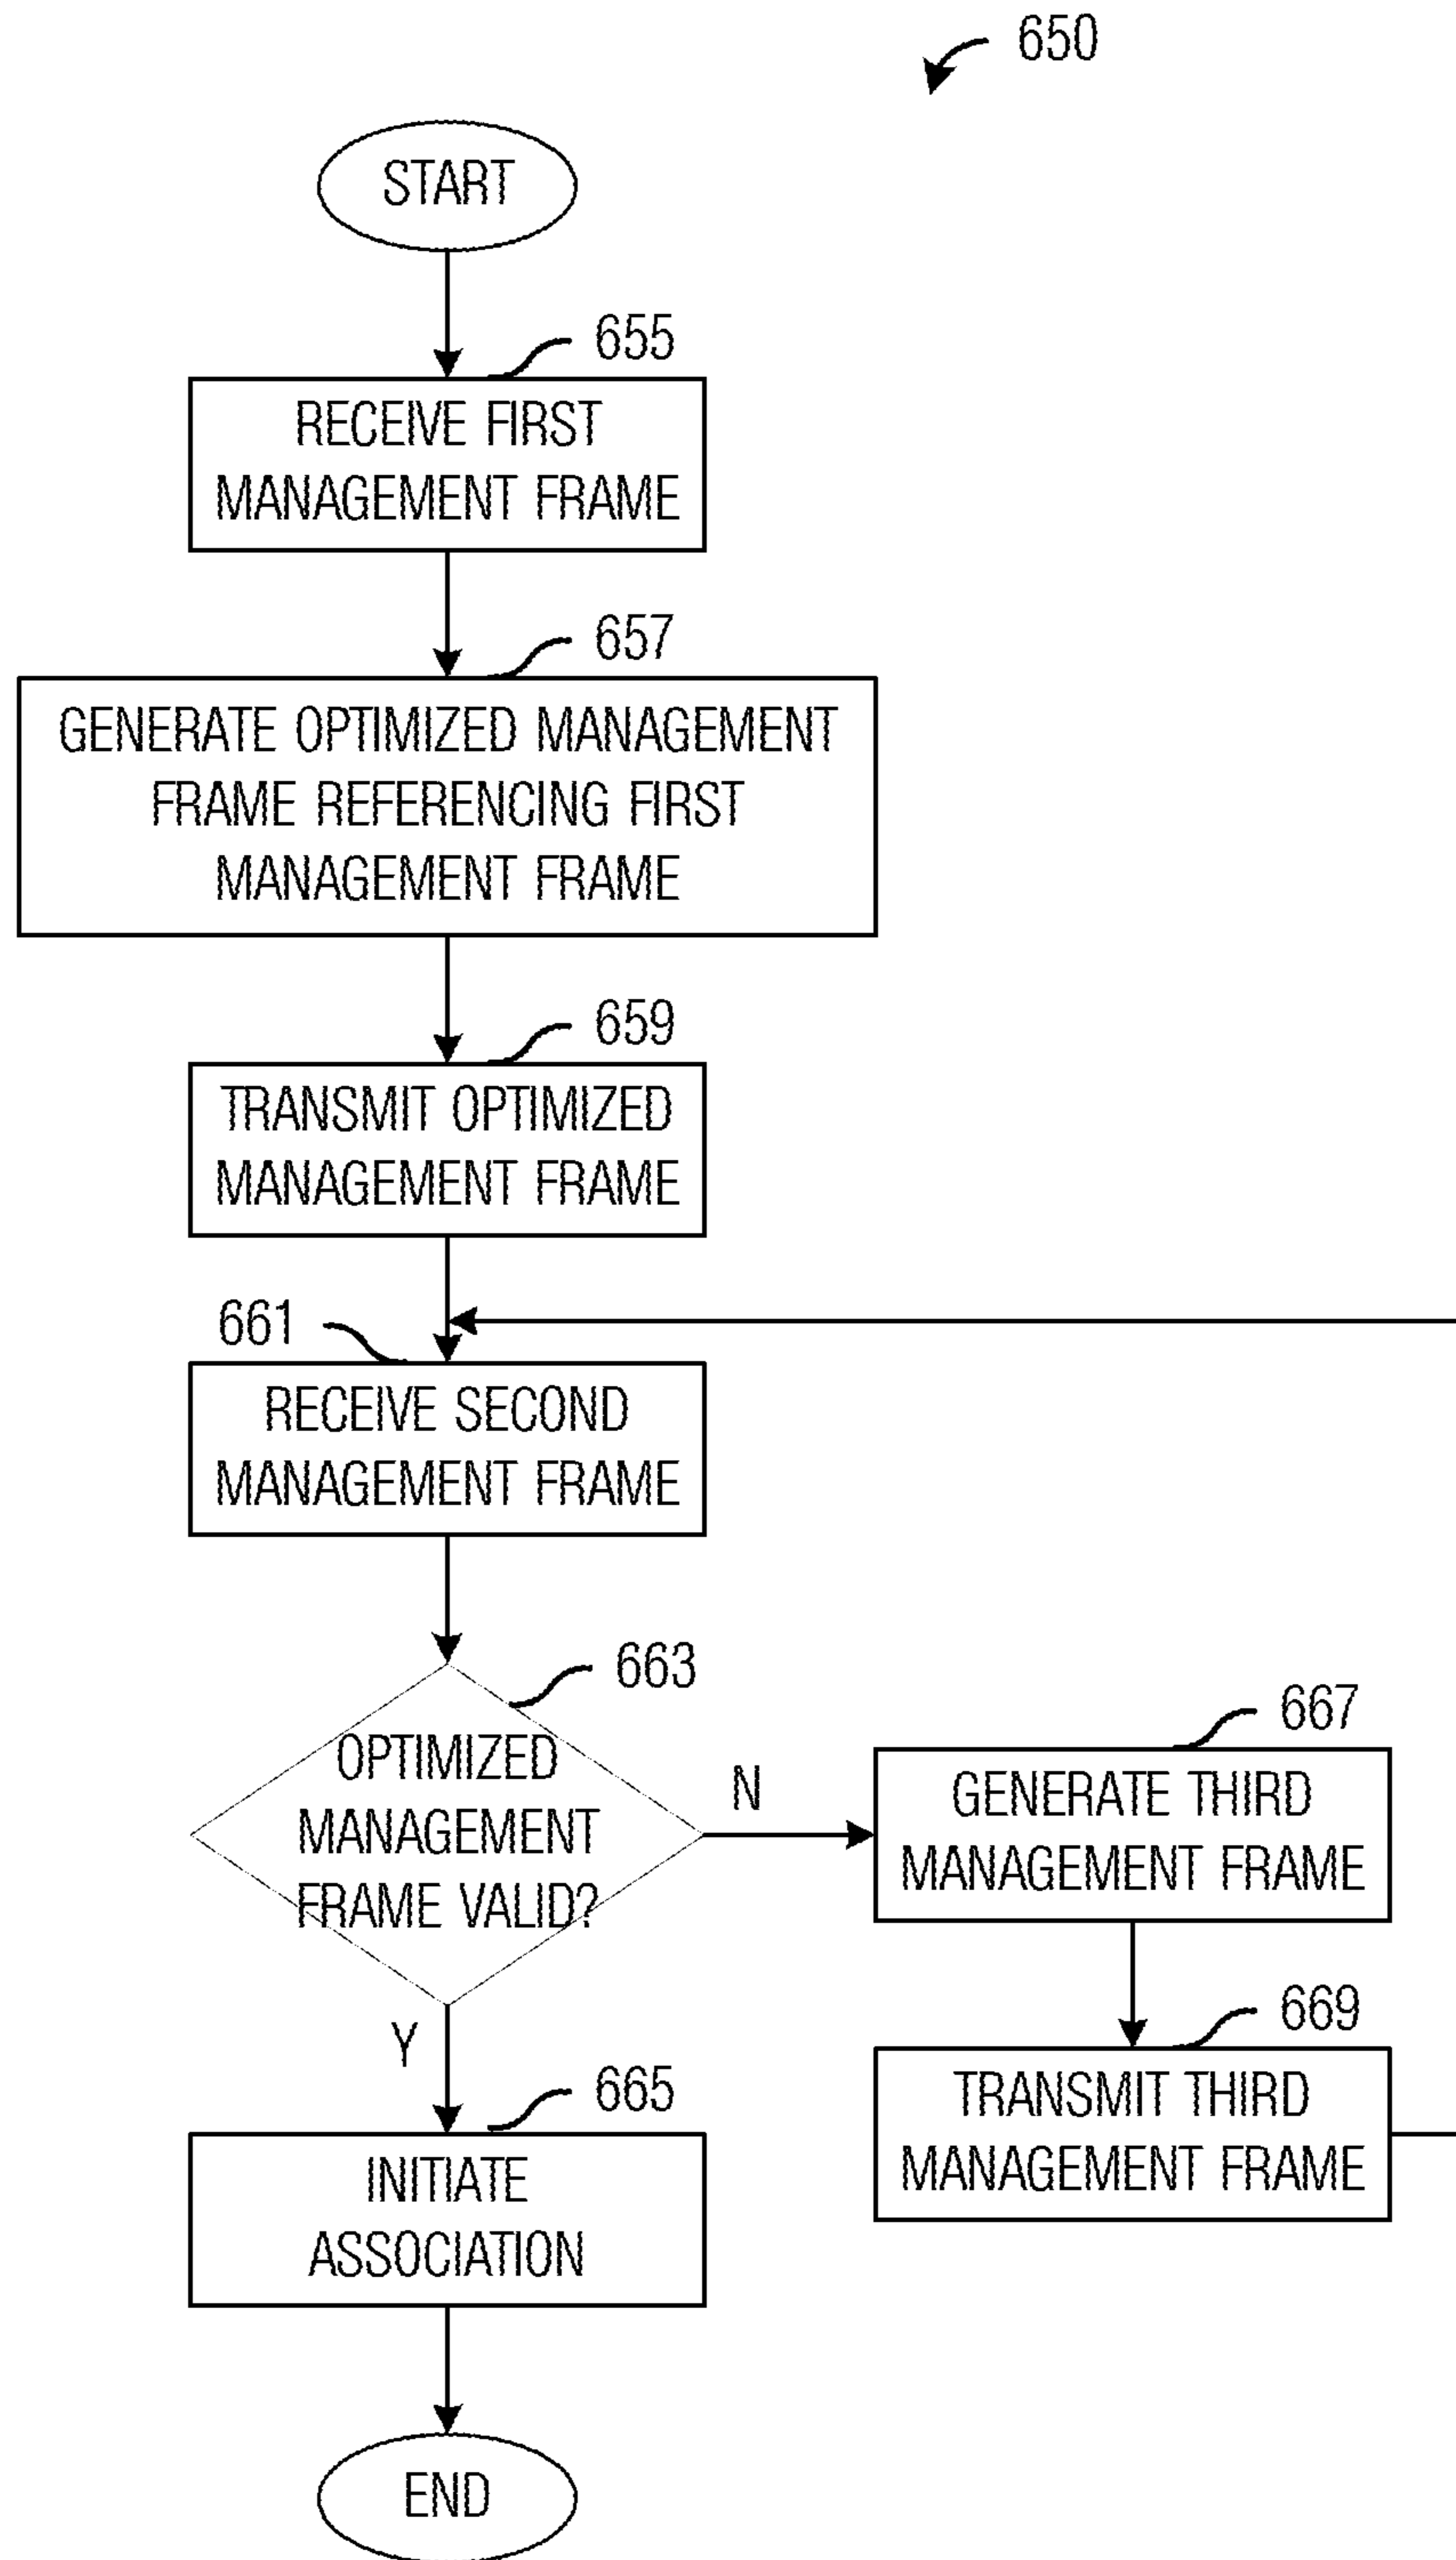 650
START
655
RECEIVE FIRST
MANAGEMENT FRAME
657
GENERATE OPTIMIZED MANAGEMENT
FRAME REFERENCING FIRST
MANAGEMENT FRAME
659
TRANSMIT OPTIMIZED
MANAGEMENT FRAME
661
RECEIVE SECOND
MANAGEMENT FRAME
663
OPTIMIZED
MANAGEMENT
FRAME VALID?
N
667
GENERATE THIRD
MANAGEMENT FRAME
669
TRANSMIT THIRD
MANAGEMENT FRAME
Y
665
INITIATE
ASSOCIATION
END